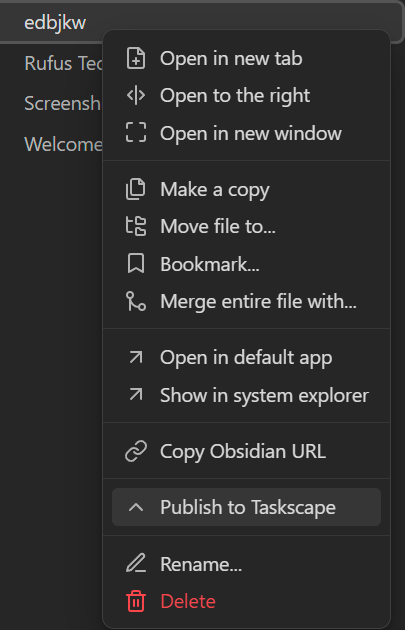 edbjkw
Rufus Tec
Screensh
Welcome
Open in new tab
Open to the right
Open in new window
Make a copy
Move file to...
Bookmark...
Merge entire file with...
Open in default app
Show in system explorer
Copy Obsidian URL
Publish to Taskscape
Rename...
Delete